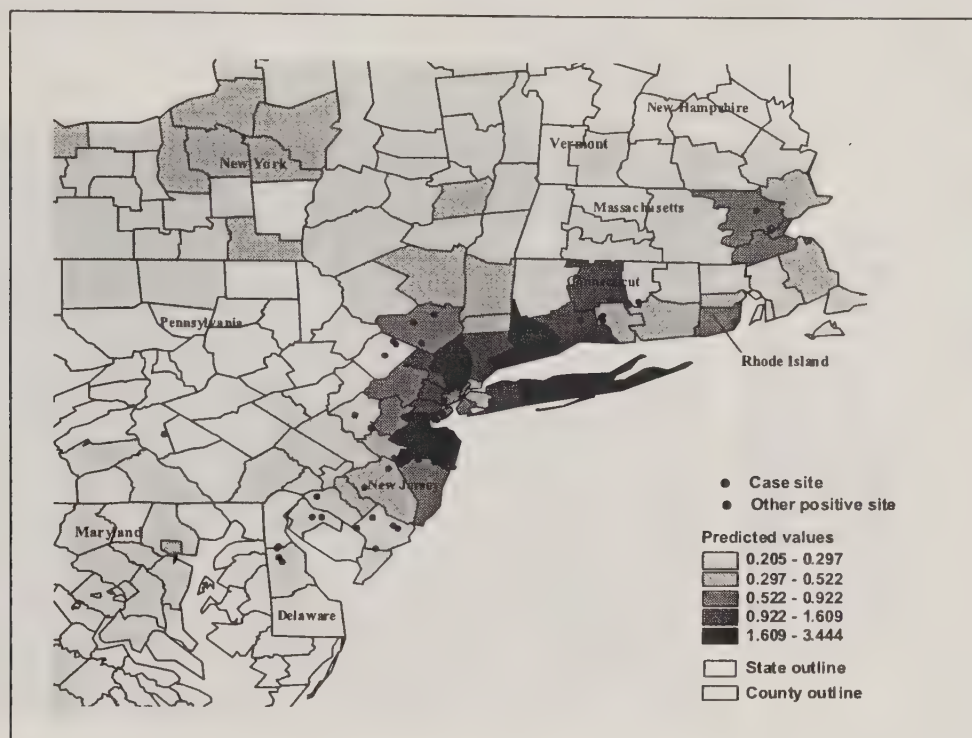 New Hampshire
Vermont
New York
Massachusetts
Connecticut
Pennsylvania
Rhode Island
New Jersey
Maryland
Delaware
Case site
Other positive site
Predicted values
0.205 - 0.297
0.297 - 0.522
0.522 - 0.922
0.922 - 1.609
1.609 - 3.444
State outline
County outline